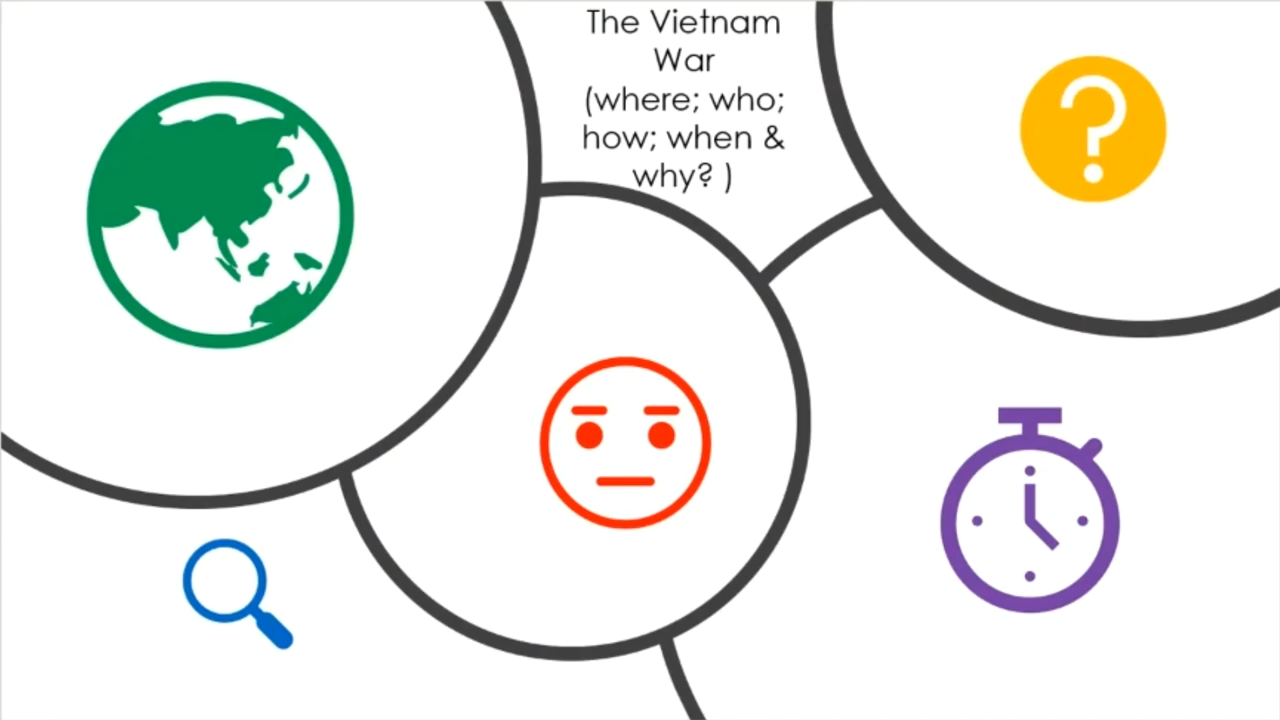 The Vietnam
War
(where; who;
how; when &
why? )
?